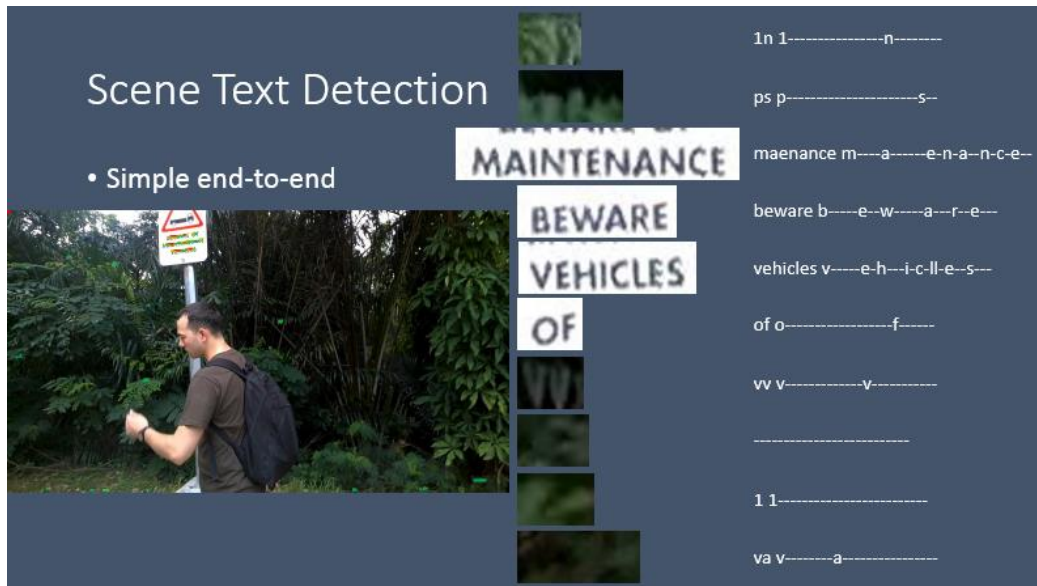 Scene Text Detection
• Simple end-to-end
1n 1----------------n--------
ps p----------------------s--
MAINTENANCE
maenance m----a------e-n-a--n-c-e--
BEWARE
beware b-----e--w-----a---r--e---
VEHICLES
vehicles v-----e-h---i-c-ll-e--s---
OF
of o------------------f------
vv v-------------v-----------
--------------------------
1 1-------------------------
va v--------a----------------